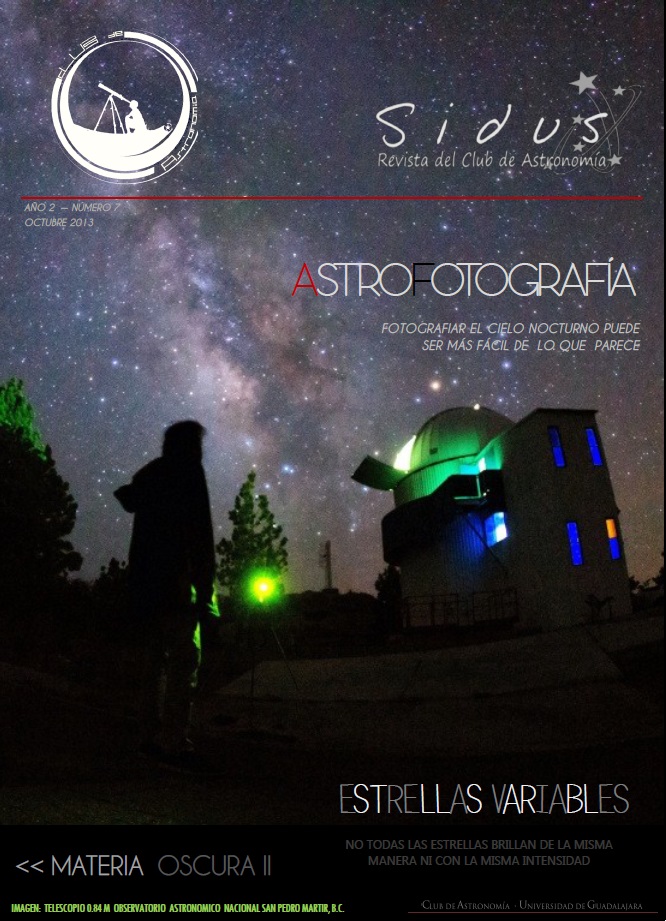 CLUB de
Astronomía
Sidus
Revista del Club de Astronomía
AÑO 2 – NÚMERO 7
OCTUBRE 2013
ASTROFOTOGRAFÍA
FOTOGRAFIAR EL CIELO NOCTURNO PUEDE
SER MÁS FÁCIL DE LO QUE PARECE
ESTRELLAS VARIABLES
NO TODAS LAS ESTRELLAS BRILLAN DE LA MISMA
MANERA NI CON LA MISMA INTENSIDAD
<< MATERIA OSCURA II
IMAGEN: TELESCOPIO 0.84 M OBSERVATORIO ASTRONOMICO NACIONAL SAN PEDRO MARTIR, B.C.
CLUB DE ASTRONOMÍA - UNIVERSIDAD DE GUADALAJARA